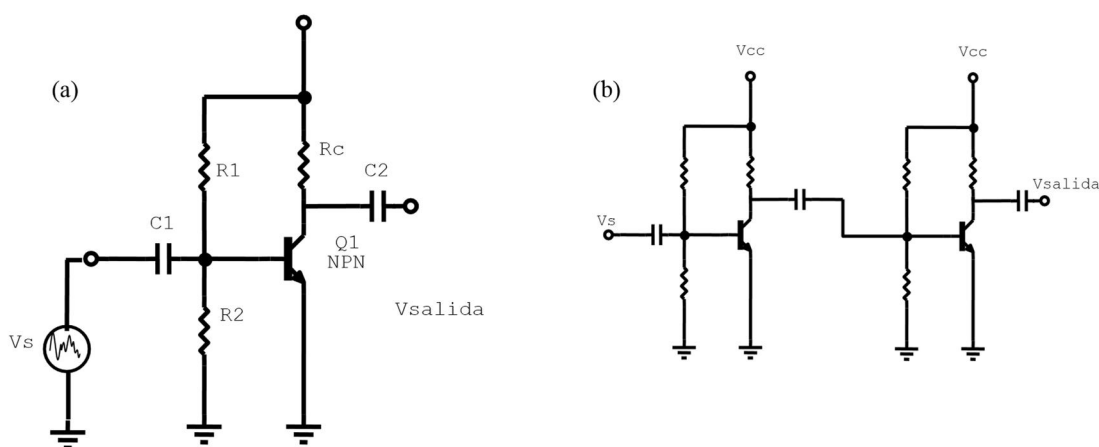 (a)
R1
Rc
C2
C1
Q1
NPN
R2
Vsalida
Vs
(b)
Vcc
Vcc
Vs
Vsalida